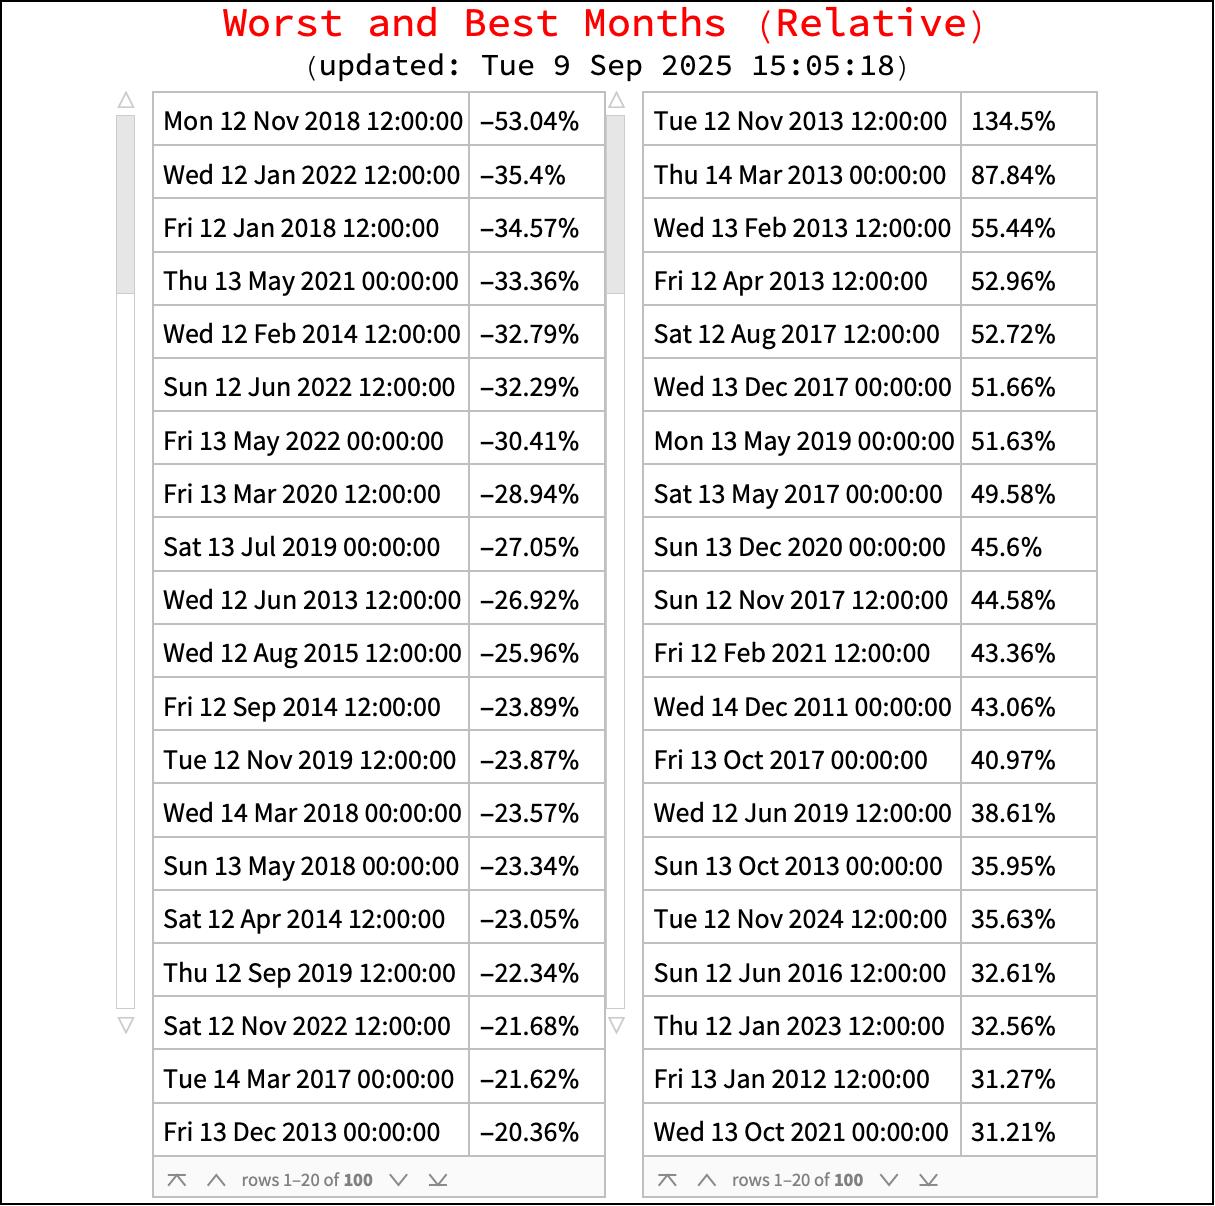 Worst and Best Months (Relative)
(updated: Tue 9 Sep 2025 15:05:18)
Mon 12 Nov 2018 12:00:00 –53.04%
Wed 12 Jan 2022 12:00:00 –35.4%
Fri 12 Jan 2018 12:00:00 –34.57%
Thu 13 May 2021 00:00:00 –33.36%
Wed 12 Feb 2014 12:00:00 –32.79%
Sun 12 Jun 2022 12:00:00 –32.29%
Fri 13 May 2022 00:00:00 –30.41%
Fri 13 Mar 2020 12:00:00 –28.94%
Sat 13 Jul 2019 00:00:00 –27.05%
Wed 12 Jun 2013 12:00:00 –26.92%
Wed 12 Aug 2015 12:00:00 –25.96%
Fri 12 Sep 2014 12:00:00 –23.89%
Tue 12 Nov 2019 12:00:00 –23.87%
Wed 14 Mar 2018 00:00:00 –23.57%
Sun 13 May 2018 00:00:00 –23.34%
Sat 12 Apr 2014 12:00:00 –23.05%
Thu 12 Sep 2019 12:00:00 –22.34%
Sat 12 Nov 2022 12:00:00 –21.68%
Tue 14 Mar 2017 00:00:00 –21.62%
Fri 13 Dec 2013 00:00:00 –20.36%
rows 1–20 of 100
Tue 12 Nov 2013 12:00:00 134.5%
Thu 14 Mar 2013 00:00:00 87.84%
Wed 13 Feb 2013 12:00:00 55.44%
Fri 12 Apr 2013 12:00:00 52.96%
Sat 12 Aug 2017 12:00:00 52.72%
Wed 13 Dec 2017 00:00:00 51.66%
Mon 13 May 2019 00:00:00 51.63%
Sat 13 May 2017 00:00:00 49.58%
Sun 13 Dec 2020 00:00:00 45.6%
Sun 12 Nov 2017 12:00:00 44.58%
Fri 12 Feb 2021 12:00:00 43.36%
Wed 14 Dec 2011 00:00:00 43.06%
Fri 13 Oct 2017 00:00:00 40.97%
Wed 12 Jun 2019 12:00:00 38.61%
Sun 13 Oct 2013 00:00:00 35.95%
Tue 12 Nov 2024 12:00:00 35.63%
Sun 12 Jun 2016 12:00:00 32.61%
Thu 12 Jan 2023 12:00:00 32.56%
Fri 13 Jan 2012 12:00:00 31.27%
Wed 13 Oct 2021 00:00:00 31.21%
rows 1–20 of 100